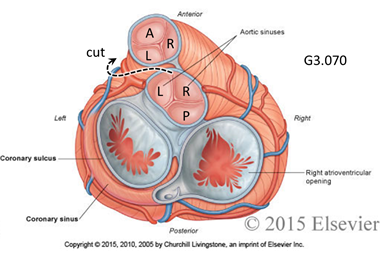 Anterior
A
R
L
cut
Aortic sinuses
G3.070
L
R
P
Left
Right
Coronary sulcus
Right atrioventricular
opening
Coronary sinus
Posterior
© 2015 Elsevier
Copyright © 2015, 2010, 2005 by Churchill Livingstone, an imprint of Elsevier Inc.